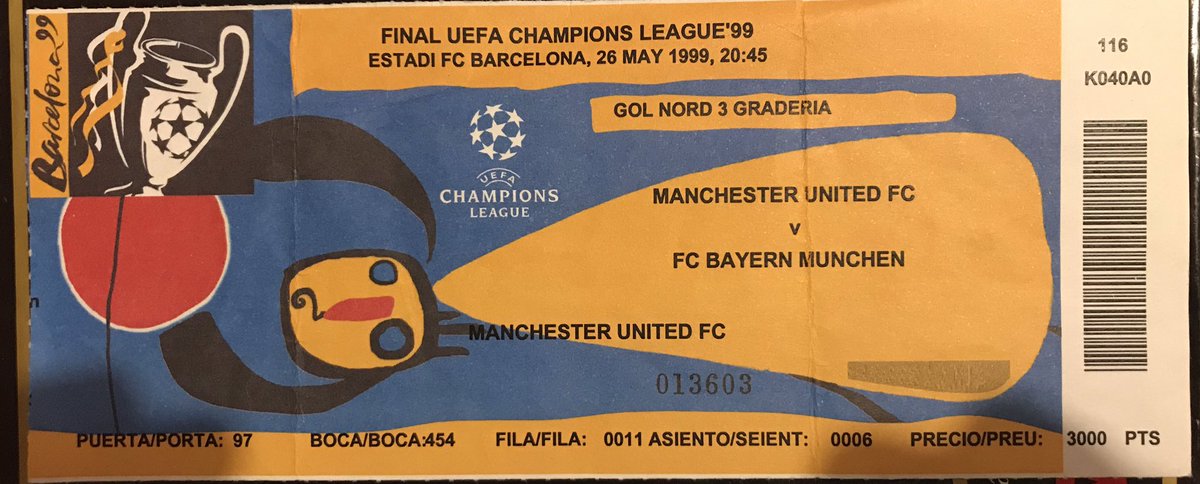 Barcelona 99
FINAL UEFA CHAMPIONS LEAGUE'99
ESTADI FC BARCELONA, 26 MAY 1999, 20:45
116
K040A0
GOL NORD 3 GRADERIA
UEFA
CHAMPIONS
LEAGUE
MANCHESTER UNITED FC
v
FC BAYERN MUNCHEN
MANCHESTER UNITED FC
013603
PUERTA/PORTA: 97 BOCA/BOCA:454 FILA/FILA: 0011 ASIENTO/SEIENT: 0006 PRECIO/PREU: 3000 PTS